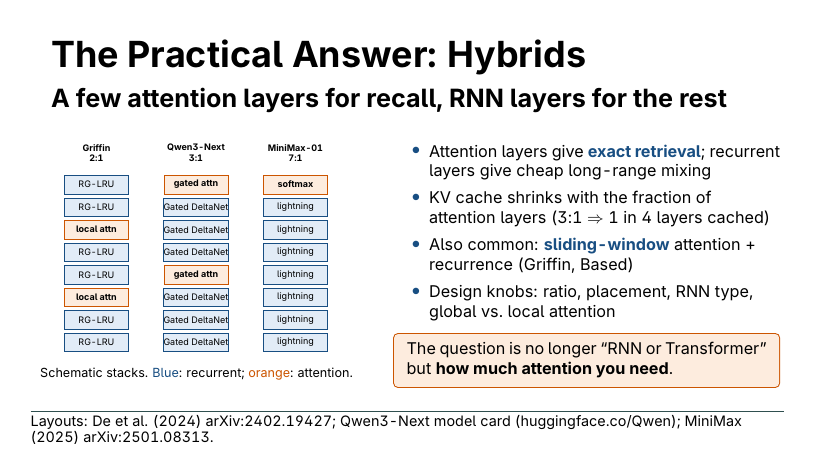 The Practical Answer: Hybrids
A few attention layers for recall, RNN layers for the rest
Griffin
2:1
RG-LRU
RG-LRU
local attn
RG-LRU
RG-LRU
local attn
RG-LRU
RG-LRU
Qwen3-Next
3:1
gated attn
Gated DeltaNet
Gated DeltaNet
Gated DeltaNet
gated attn
Gated DeltaNet
Gated DeltaNet
Gated DeltaNet
MiniMax-01
7:1
softmax
lightning
lightning
lightning
lightning
lightning
lightning
lightning
Schematic stacks. Blue: recurrent; orange: attention.
• Attention layers give exact retrieval; recurrent
layers give cheap long-range mixing
• KV cache shrinks with the fraction of
attention layers (3:1 ⇒ 1 in 4 layers cached)
• Also common: sliding-window attention +
recurrence (Griffin, Based)
• Design knobs: ratio, placement, RNN type,
global vs. local attention
The question is no longer “RNN or Transformer”
but how much attention you need.
Layouts: De et al. (2024) arXiv:2402.19427; Qwen3-Next model card (huggingface.co/Qwen); MiniMax
(2025) arXiv:2501.08313.